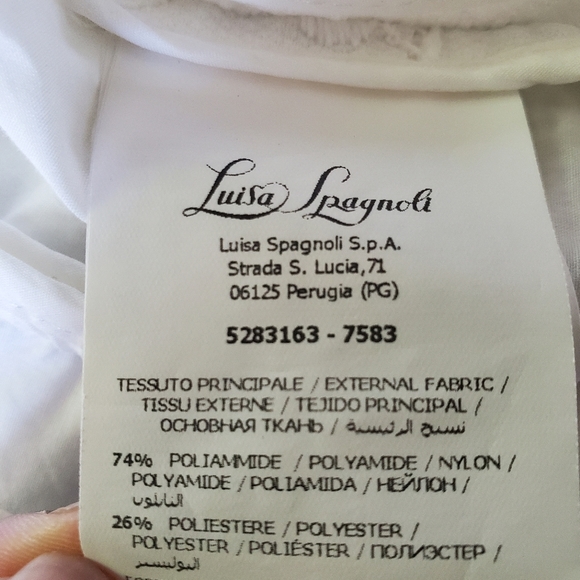 Luisa Spagnoli
Luisa Spagnoli S.p.A.
Strada S. Lucia,71
06125 Perugia (PG)
5283163 - 7583
TESSUTO PRINCIPALE / EXTERNAL FABRIC /
TISSU EXTERNE / TEJIDO PRINCIPAL /
ОСНОВНАЯ ТКАНЬ / نسيج الرئيسية
74% POLIAMMIDE / POLYAMIDE / NYLON /
POLYAMIDE / POLIAMIDA / НЕЙЛОН /
النايلون
26% POLIESTERE / POLYESTER /
POLYESTER / POLIÉSTER / ПОЛИЭСТЕР /
البوليستر